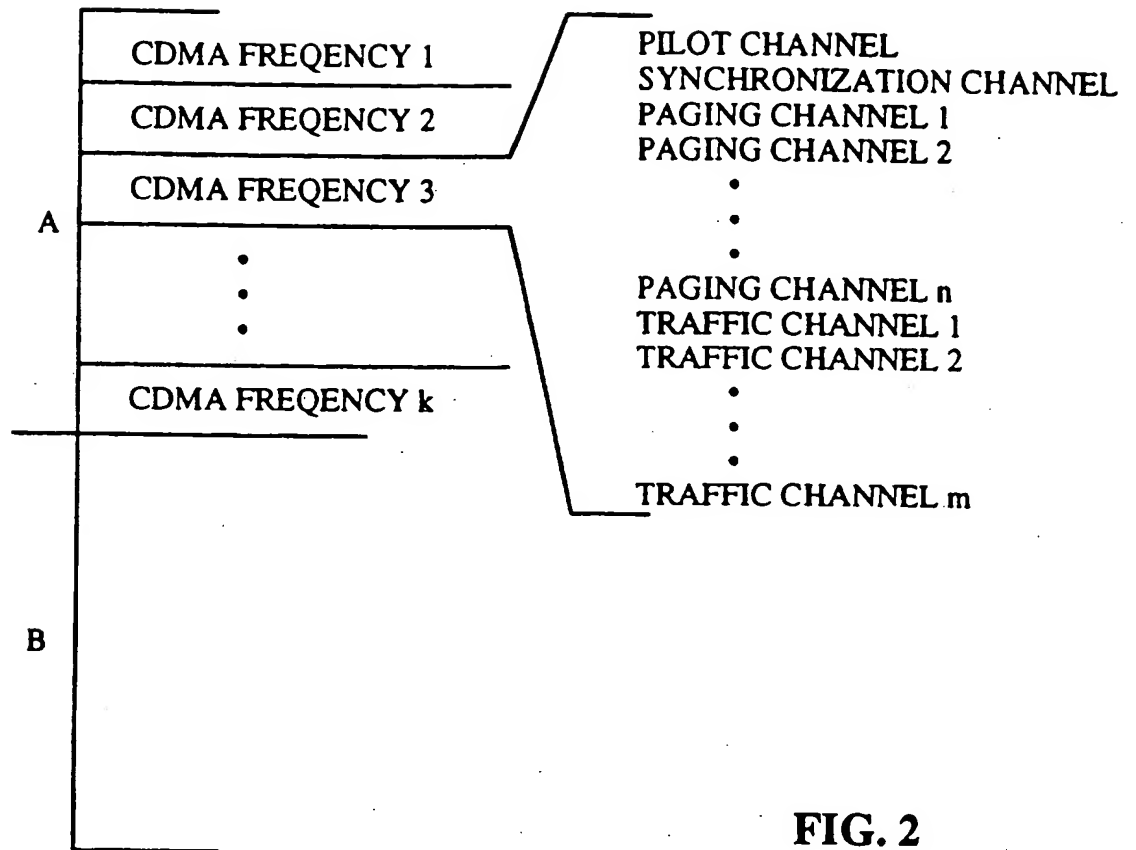 CDMA FREQENCY 1
CDMA FREQENCY 2
CDMA FREQENCY 3
A
CDMA FREQENCY k
B
PILOT CHANNEL
SYNCHRONIZATION CHANNEL
PAGING CHANNEL 1
PAGING CHANNEL 2
PAGING CHANNEL n
TRAFFIC CHANNEL 1
TRAFFIC CHANNEL 2
TRAFFIC CHANNEL m
FIG. 2